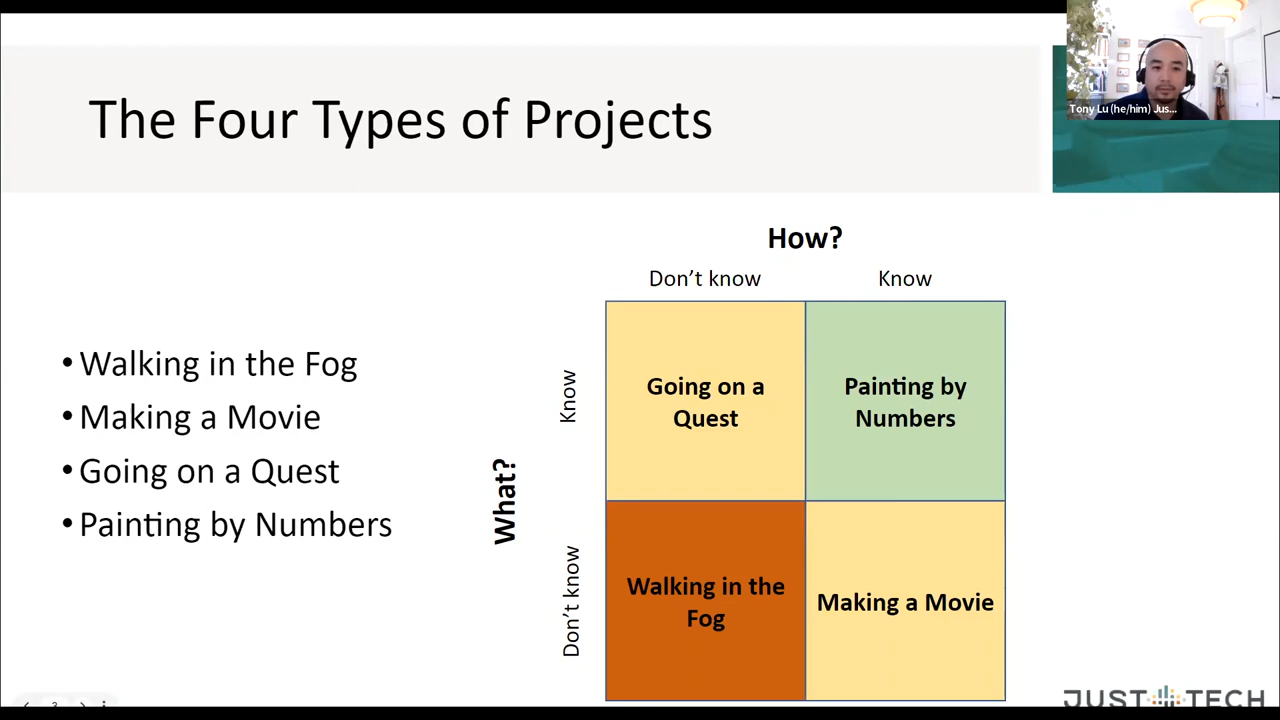 The Four Types of Projects
Tony Lu (he/him) Jus...
• Walking in the Fog
• Making a Movie
• Going on a Quest
• Painting by Numbers
How?
Don't know
Know
What?
Know
Don't know
Going on a
Quest
Painting by
Numbers
Walking in the
Fog
Making a Movie
JUST TECH